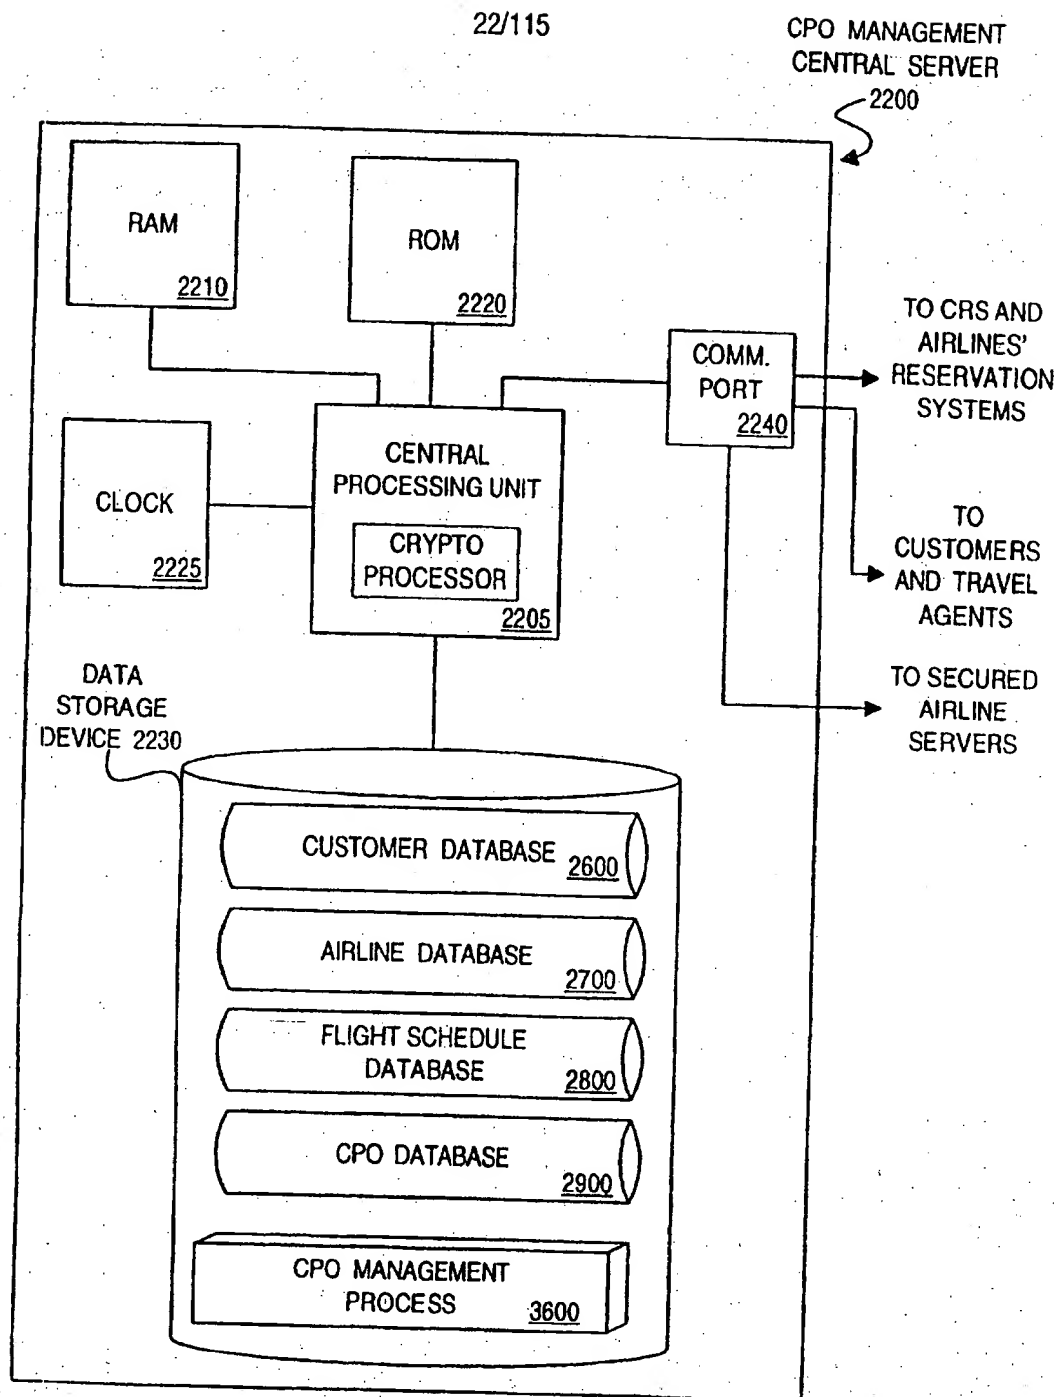 22/115
CPO MANAGEMENT
CENTRAL SERVER
2200
RAM
2210
ROM
2220
COMM.
PORT
2240
TO CRS AND
AIRLINES'
RESERVATION
SYSTEMS
CLOCK
2225
CENTRAL
PROCESSING UNIT
CRYPTO
PROCESSOR
2205
TO
CUSTOMERS
AND TRAVEL
AGENTS
TO SECURED
AIRLINE
SERVERS
DATA
STORAGE
DEVICE 2230
CUSTOMER DATABASE
2600
AIRLINE DATABASE
2700
FLIGHT SCHEDULE
DATABASE
2800
CPO DATABASE
2900
CPO MANAGEMENT
PROCESS
3600